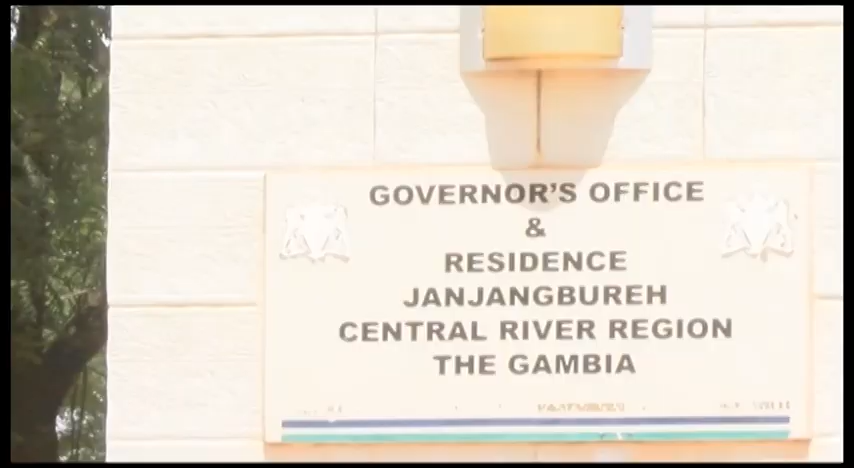 GOVERNOR'S OFFICE
&
RESIDENCE
JANJANGBUREH
CENTRAL RIVER REGION
THE GAMBIA